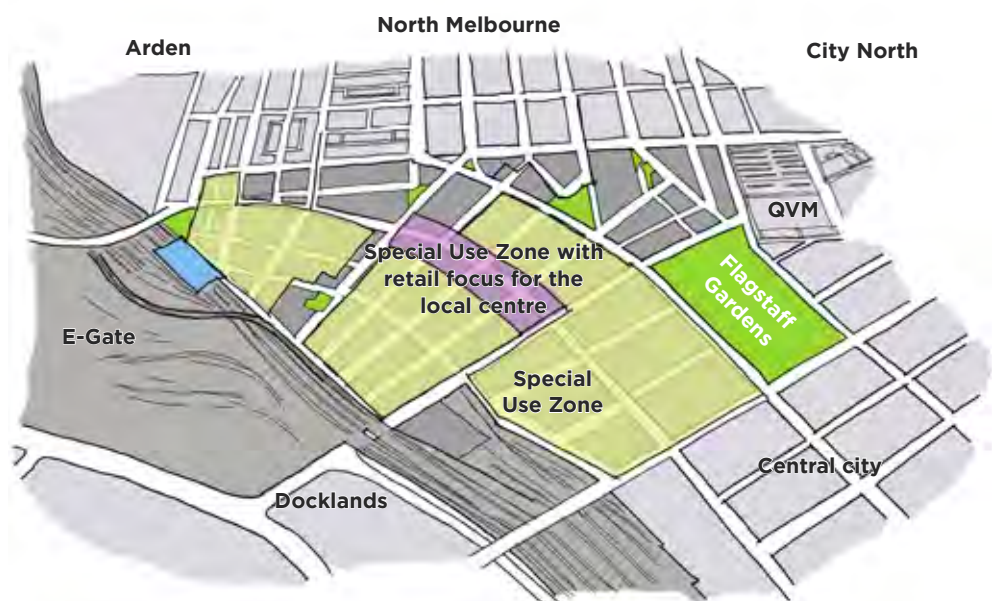 North Melbourne
Arden
City North
QVM
Special Use Zone with
retail focus for the
local centre
Flagstaff
Gardens
E-Gate
Special
Use Zone
Central city
Docklands